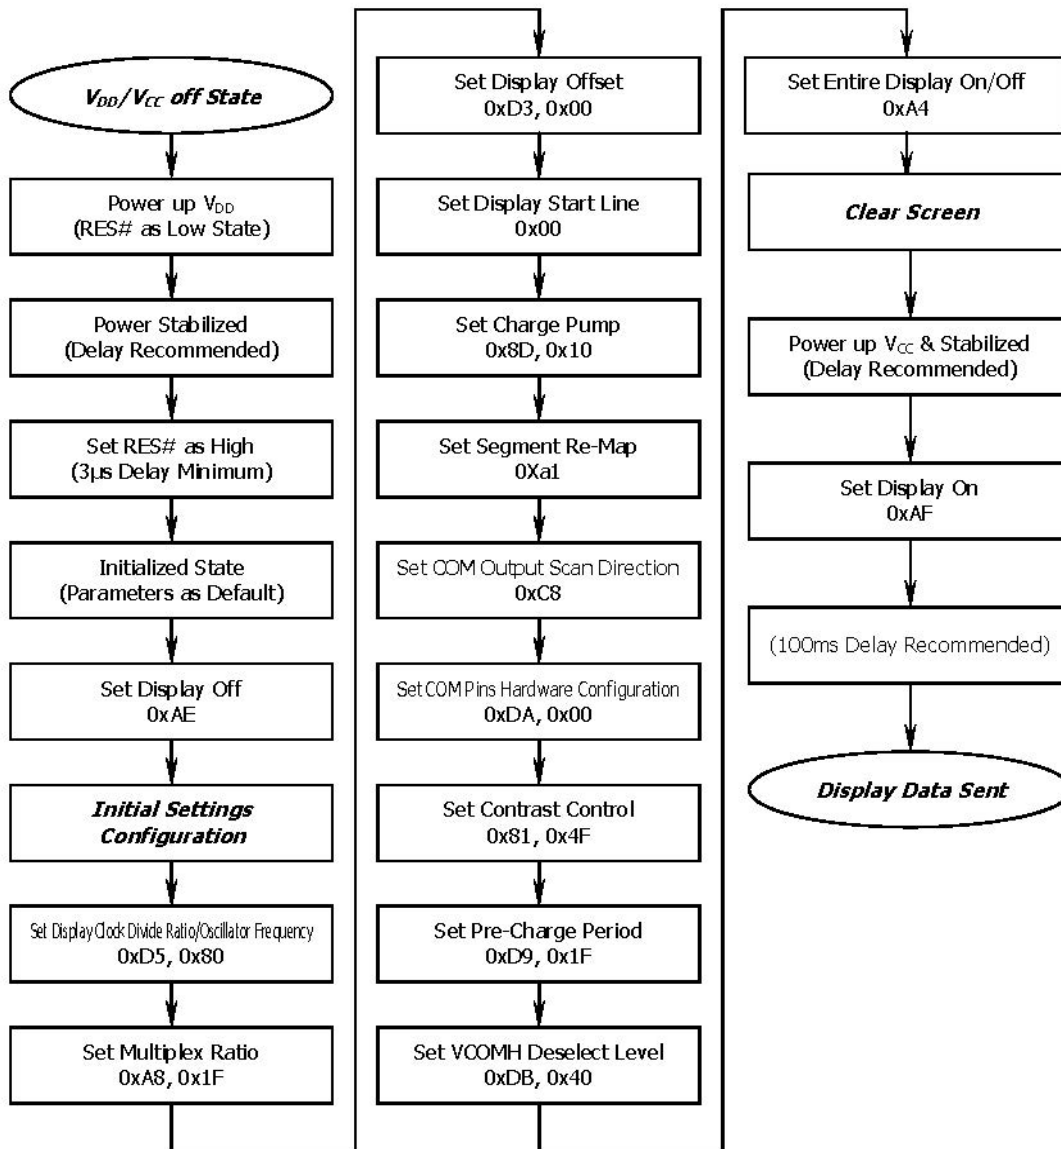 V_DD/V_CC off State
Power up V_DD
(RES# as Low State)
Power Stabilized
(Delay Recommended)
Set RES# as High
(3µs Delay Minimum)
Initialized State
(Parameters as Default)
Set Display Off
0xAE
Initial Settings
Configuration
Set Display Clock Divide Ratio/Oscillator Frequency
0xD5, 0x80
Set Multiplex Ratio
0xA8, 0x1F
Set Display Offset
0xD3, 0x00
Set Display Start Line
0x00
Set Charge Pump
0x8D, 0x10
Set Segment Re-Map
0Xa1
Set COM Output Scan Direction
0xC8
Set COM Pins Hardware Configuration
0xDA, 0x00
Set Contrast Control
0x81, 0x4F
Set Pre-Charge Period
0xD9, 0x1F
Set VCOMH Deselect Level
0xDB, 0x40
Set Entire Display On/Off
0xA4
Clear Screen
Power up V_CC & Stabilized
(Delay Recommended)
Set Display On
0xAF
(100ms Delay Recommended)
Display Data Sent